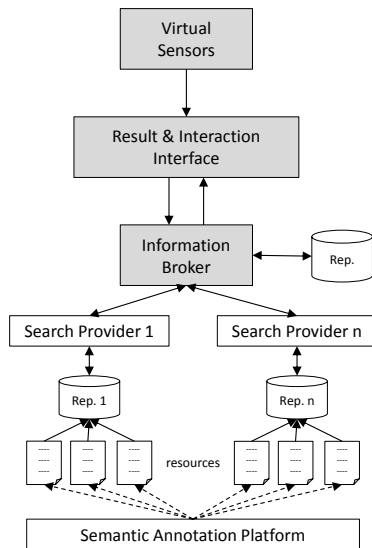 Virtual
Sensors
Result & Interaction
Interface
Information
Broker
Rep.
Search Provider 1
Search Provider n
Rep. 1
Rep. n
resources
Semantic Annotation Platform